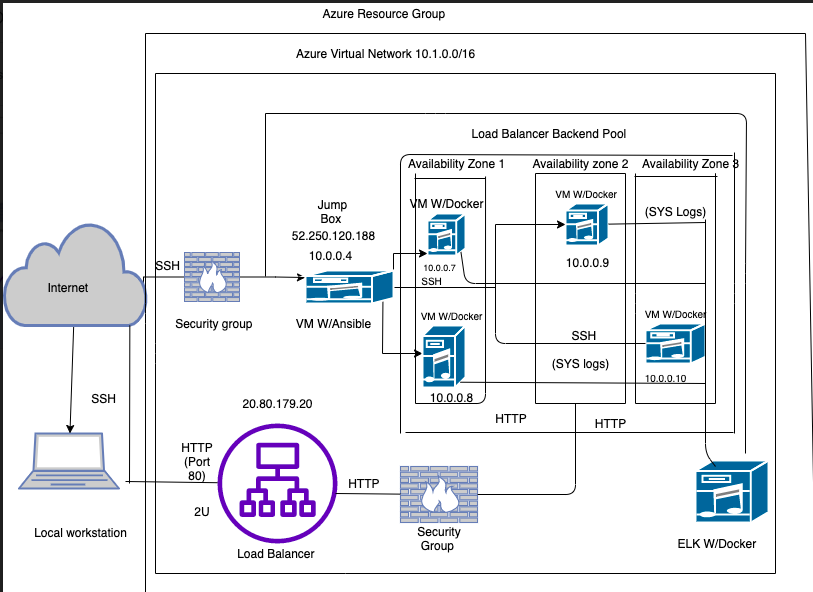 Azure Resource Group
Azure Virtual Network 10.1.0.0/16
Load Balancer Backend Pool
Availability Zone 1
Availability zone 2
Availability Zone 3
VM W/Docker
VM W/Docker
(SYS Logs)
Jump
Box
52.250.120.188
10.0.0.4
10.0.0.7
10.0.0.9
SSH
SSH
Internet
Security group
VM W/Ansible
VM W/Docker
VM W/Docker
SSH
(SYS logs)
10.0.0.10
10.0.0.8
SSH
20.80.179.20
HTTP
HTTP
HTTP
(Port
80)
2U
HTTP
Local workstation
Load Balancer
Security
Group
ELK W/Docker